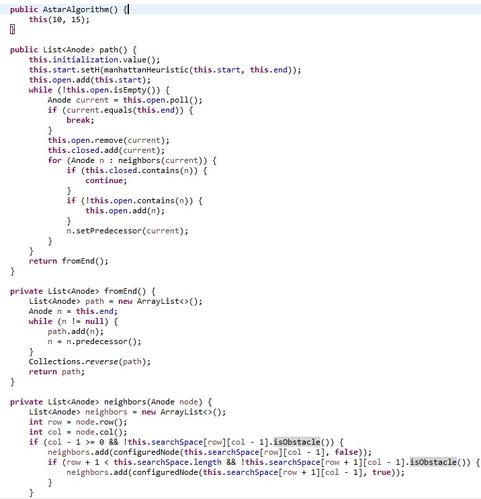 public AstarAlgorithm() {
    this(10, 15);
}
public List<Anode> path() {
    this.initialization.value();
    this.start.setH(manhattanHeuristic(this.start, this.end));
    this.open.add(this.start);
    while (!this.open.isEmpty()) {
        Anode current = this.open.poll();
        if (current.equals(this.end)) {
            break;
        }
        this.open.remove(current);
        this.closed.add(current);
        for (Anode n : neighbors(current)) {
            if (this.closed.contains(n)) {
                continue;
            }
            if (!this.open.contains(n)) {
                this.open.add(n);
            }
            n.setPredecessor(current);
        }
    }
    return fromEnd();
}
private List<Anode> fromEnd() {
    List<Anode> path = new ArrayList<>();
    Anode n = this.end;
    while (n != null) {
        path.add(n);
        n = n.predecessor();
    }
    Collections.reverse(path);
    return path;
}
private List<Anode> neighbors(Anode node) {
    List<Anode> neighbors = new ArrayList<>();
    int row = node.row();
    int col = node.col();
    if (col - 1 >= 0 && !this.searchSpace[row][col - 1].isObstacle()) {
        neighbors.add(configuredNode(this.searchSpace[row][col - 1], false));
        if (row + 1 < this.searchSpace.length && !this.searchSpace[row + 1][col - 1].isObstacle()) {
            neighbors.add(configuredNode(this.searchSpace[row + 1][col - 1], true));
        }
    }